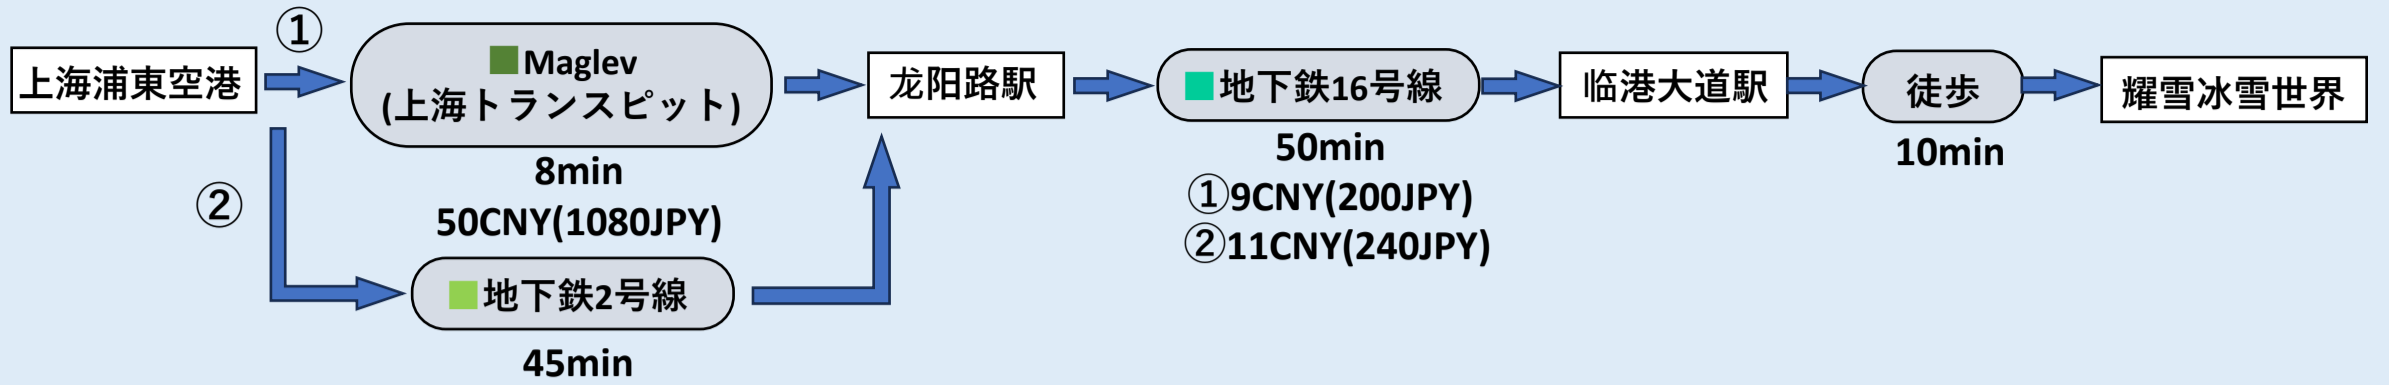 ①
上海浦東空港
■Maglev
(上海トランスピット)
8min
50CNY(1080JPY)
②
■地下鉄2号線
45min
龙阳路駅
■地下鉄16号線
50min
①9CNY(200JPY)
②11CNY(240JPY)
临港大道駅
徒歩
10min
耀雪冰雪世界